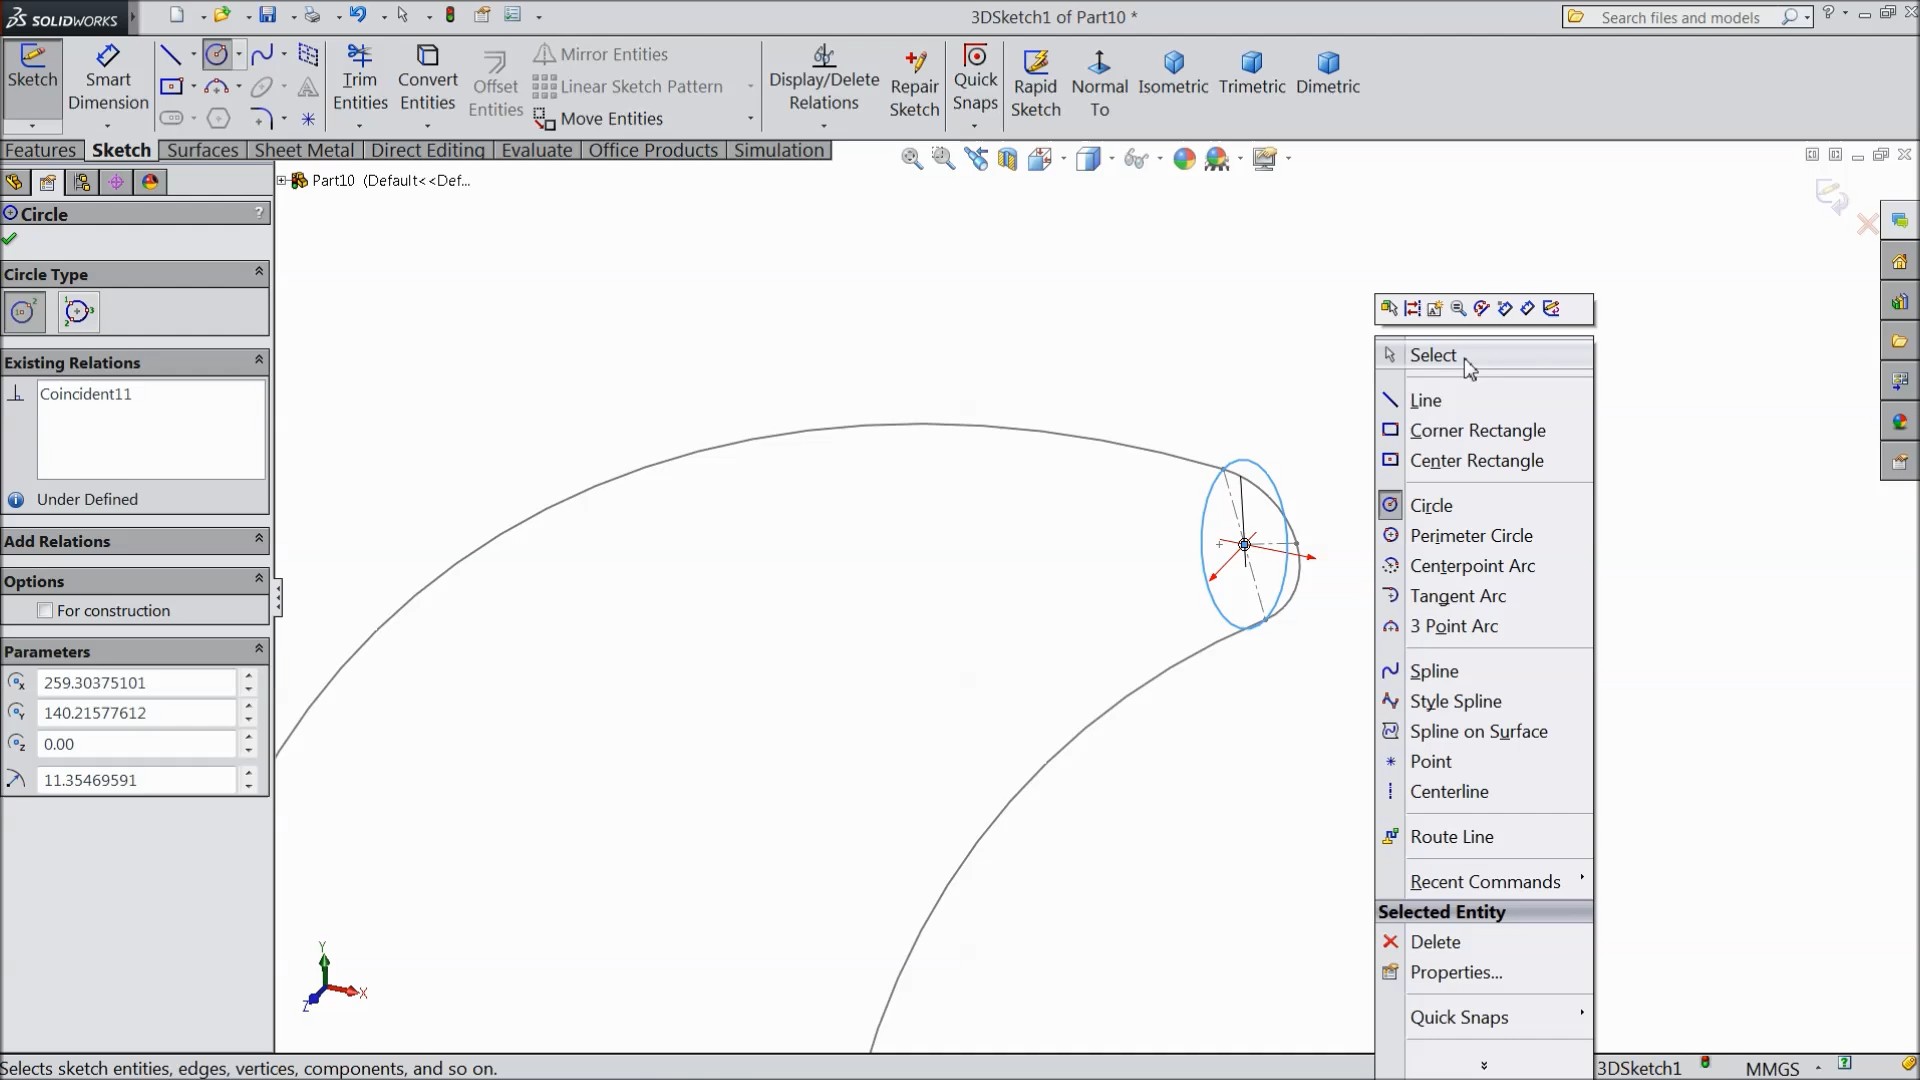 SOLIDWORKS
3DSketch1 of Part10 *
Search files and models
?
Sketch
Smart
Dimension
Trim
Entities
Convert
Entities
Offset
Entities
Mirror Entities
Linear Sketch Pattern
Move Entities
Display/Delete
Relations
Repair
Sketch
Quick
Snaps
Rapid
Sketch
Normal
To
Isometric
Trimetric
Dimetric
Features
Sketch
Surfaces
Sheet Metal
Direct Editing
Evaluate
Office Products
Simulation
Part10 (Default<<Def...
Circle
?
Circle Type
Existing Relations
Coincident11
Under Defined
Add Relations
Options
For construction
Parameters
259.30375101
140.21577612
0.00
11.35469591
Select
Line
Corner Rectangle
Center Rectangle
Circle
Perimeter Circle
Centerpoint Arc
Tangent Arc
3 Point Arc
Spline
Style Spline
Spline on Surface
Point
Centerline
Route Line
Recent Commands
Selected Entity
Delete
Properties...
Quick Snaps
Y
X
Z
Selects sketch entities, edges, vertices, components, and so on.
3DSketch1
MMGS
?